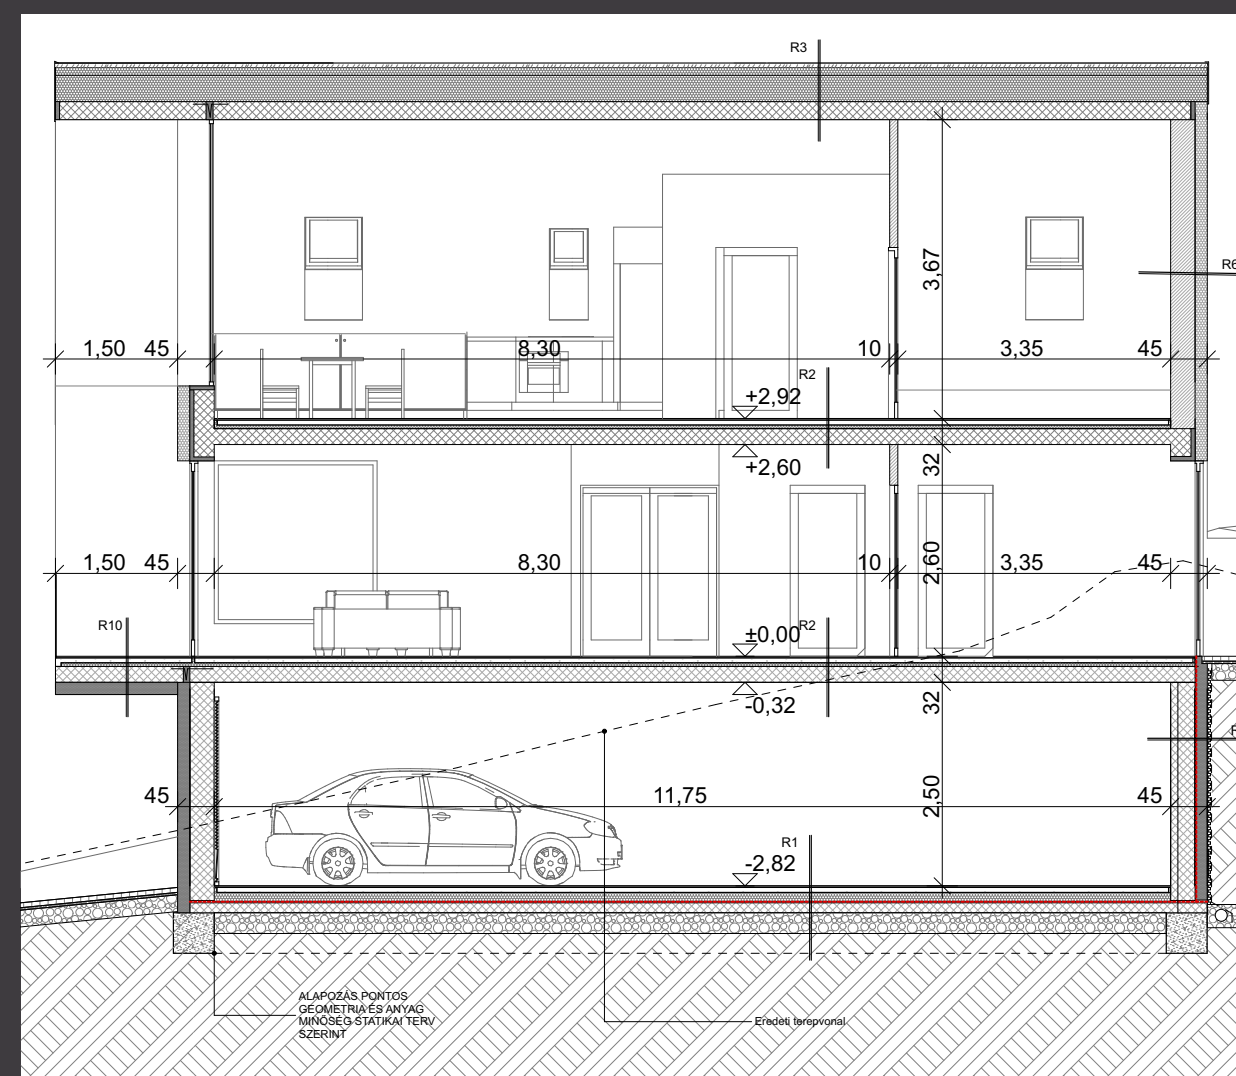 R3
R6
3,67
1,50 45 8,30 10 3,35 45
R2
+2,92
+2,60
32
1,50 45 8,30 10 2,60 3,35 45
R10
±0,00 R2
-0,32
32
45 11,75 2,50 45
R1
-2,82
ALAPOZÁS PONTOS
GEOMETRIA ÉS ANYAG
MINŐSÉG STATIKAI TERV
SZERINT
Eredeti terepvonal